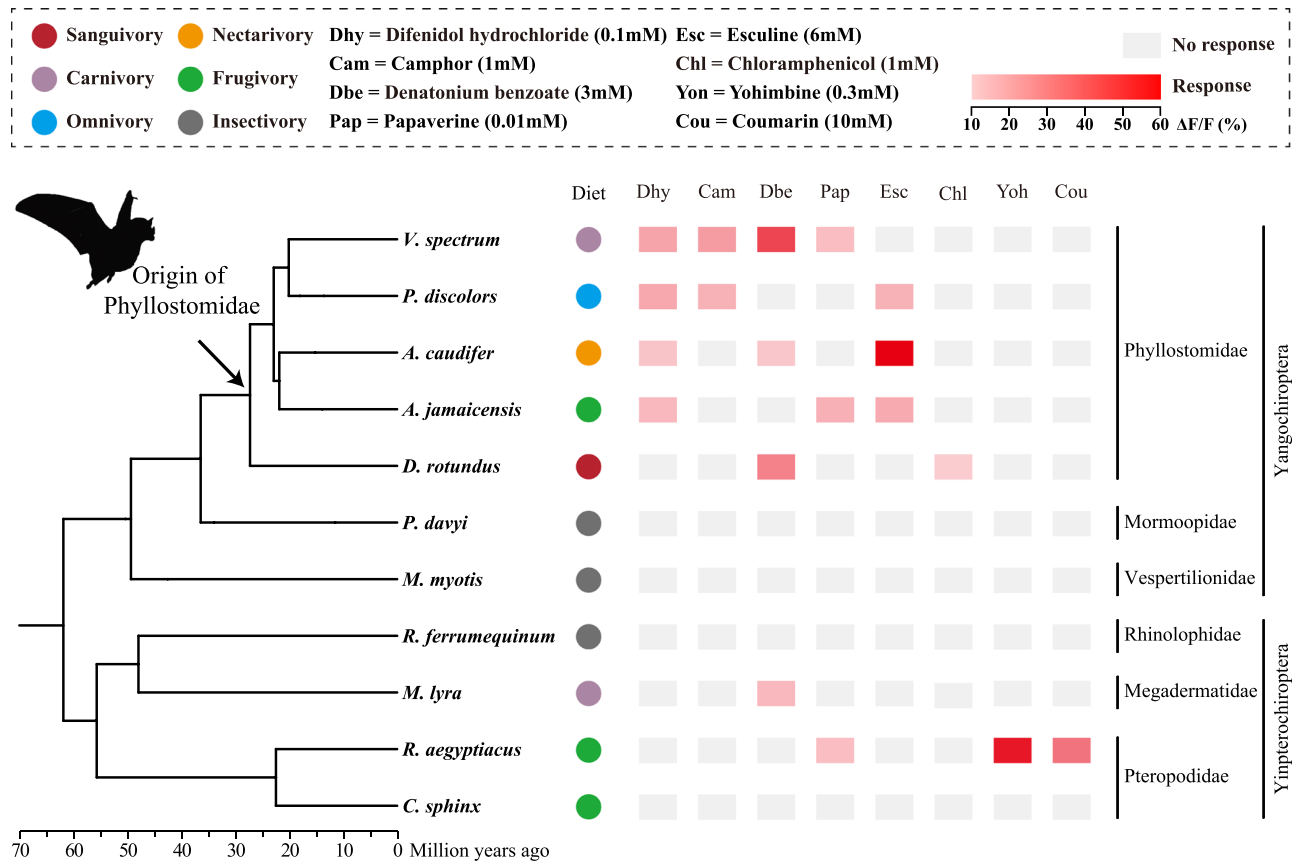 Sanguivory Nectarivory Dhy = Difenidol hydrochloride (0.1mM) Esc = Esculine (6mM) No response
Carnivory Frugivory Cam = Camphor (1mM) Chl = Chloramphenicol (1mM) Response
Omnivory Insectivory Dbe = Denatonium benzoate (3mM) Yon = Yohimbine (0.3mM)
Pap = Papaverine (0.01mM) Cou = Coumarin (10mM) 10 20 30 40 50 60 ΔF/F (%)
Diet Dhy Cam Dbe Pap Esc Chl Yoh Cou
Origin of
Phyllostomidae
V. spectrum
P. discolors
A. caudifer
A. jamaicensis
D. rotundus
P. davyi
M. myotis
R. ferrumequinum
M. lyra
R. aegyptiacus
C. sphinx
Phyllostomidae
Mormoopidae
Vespertilionidae
Rhinolophidae
Megadermatidae
Pteropodidae
Yangochiroptera
Yinpterochiroptera
70 60 50 40 30 20 10 0 Million years ago